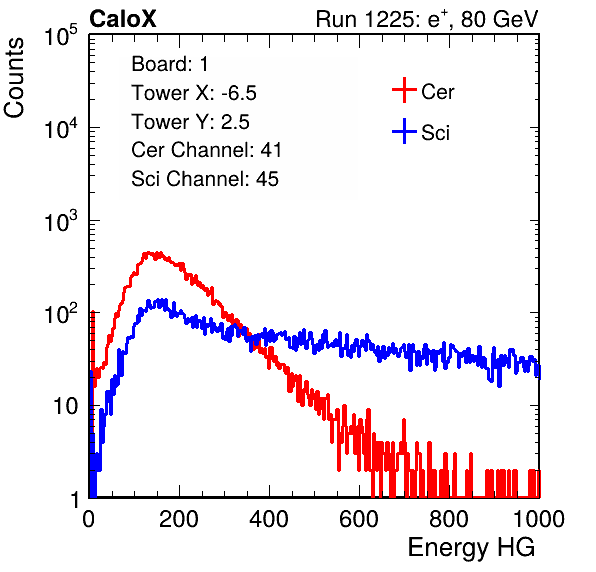 CaloX
Run 1225: e⁺, 80 GeV
Counts
Board: 1
Tower X: -6.5
Tower Y: 2.5
Cer Channel: 41
Sci Channel: 45
Cer
Sci
10⁵
10⁴
10³
10²
10
1
0 200 400 600 800 1000
Energy HG